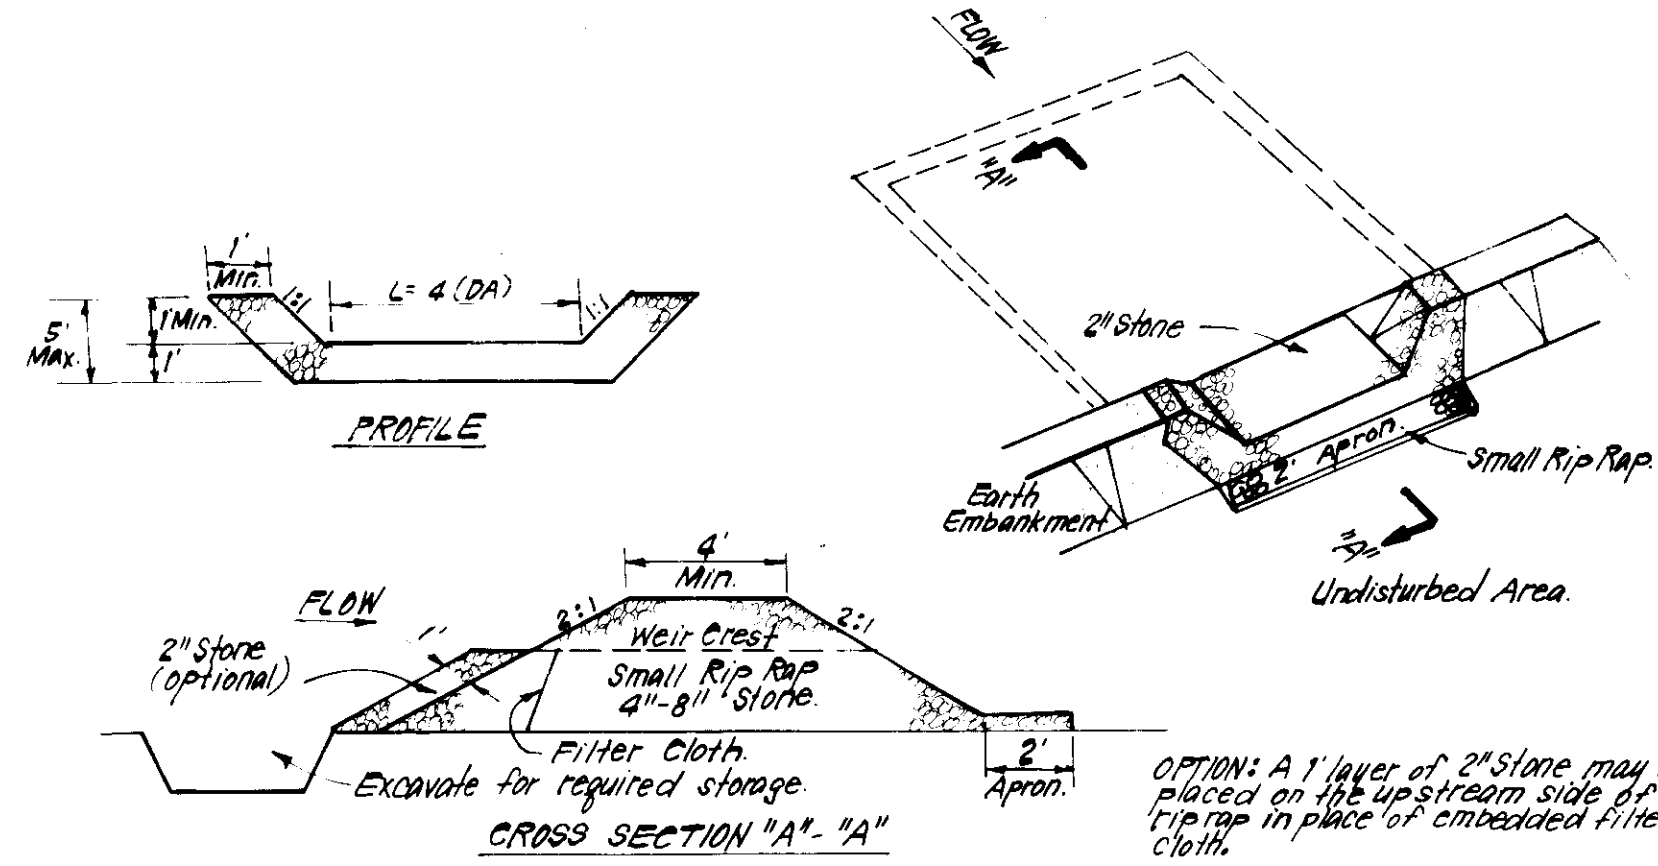 FLOW
"A"
1'
Min.
1:1
L= 4 (DA)
1:1
5'
Max.
1' Min.
1'
PROFILE
2" Stone
Apron.
2'
Small Rip Rap.
Earth
Embankment
"A"
Undisturbed Area.
4'
Min.
FLOW
2:1
2:1
1'
2" Stone
(optional)
Weir Crest
Small Rip Rap
4"-8" Stone.
Filter Cloth.
Excavate for required storage.
2'
Apron.
CROSS SECTION "A"-"A"
OPTION: A 1' layer of 2" Stone may
placed on the upstream side of
rip rap in place of embedded filte
cloth.